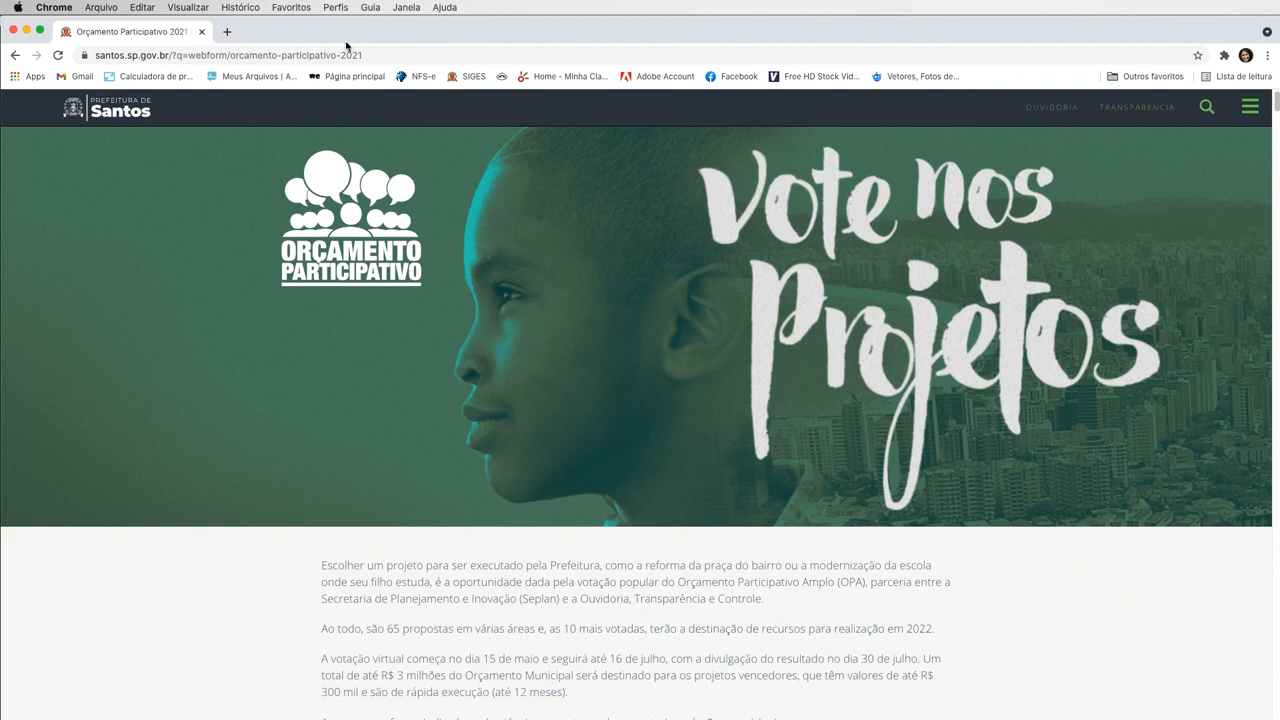 Chrome Arquivo Editar Visualizar Histórico Favoritos Perfis Guia Janela Ajuda
Orçamento Participativo 2021
santos.sp.gov.br/?q=webform/orcamento-participativo-2021
Apps Gmail Calculadora de pr... Meus Arquivos | A... Página principal NFS-e SIGES Home - Minha Cla... Adobe Account Facebook Free HD Stock Vid... Vetores, Fotos de... Outros favoritos Lista de leitura
PREFEITURA DE
Santos
OUVIDORIA TRANSPARÊNCIA
ORÇAMENTO
PARTICIPATIVO
Vote nos
Projetos
Escolher um projeto para ser executado pela Prefeitura, como a reforma da praça do bairro ou a modernização da escola
onde seu filho estuda, é a oportunidade dada pela votação popular do Orçamento Participativo Amplo (OPA), parceria entre a
Secretaria de Planejamento e Inovação (Seplan) e a Ouvidoria, Transparência e Controle.
Ao todo, são 65 propostas em várias áreas e, as 10 mais votadas, terão a destinação de recursos para realização em 2022.
A votação virtual começa no dia 15 de maio e seguirá até 16 de julho, com a divulgação do resultado no dia 30 de julho. Um
total de até R$ 3 milhões do Orçamento Municipal será destinado para os projetos vencedores, que têm valores de até R$
300 mil e são de rápida execução (até 12 meses).